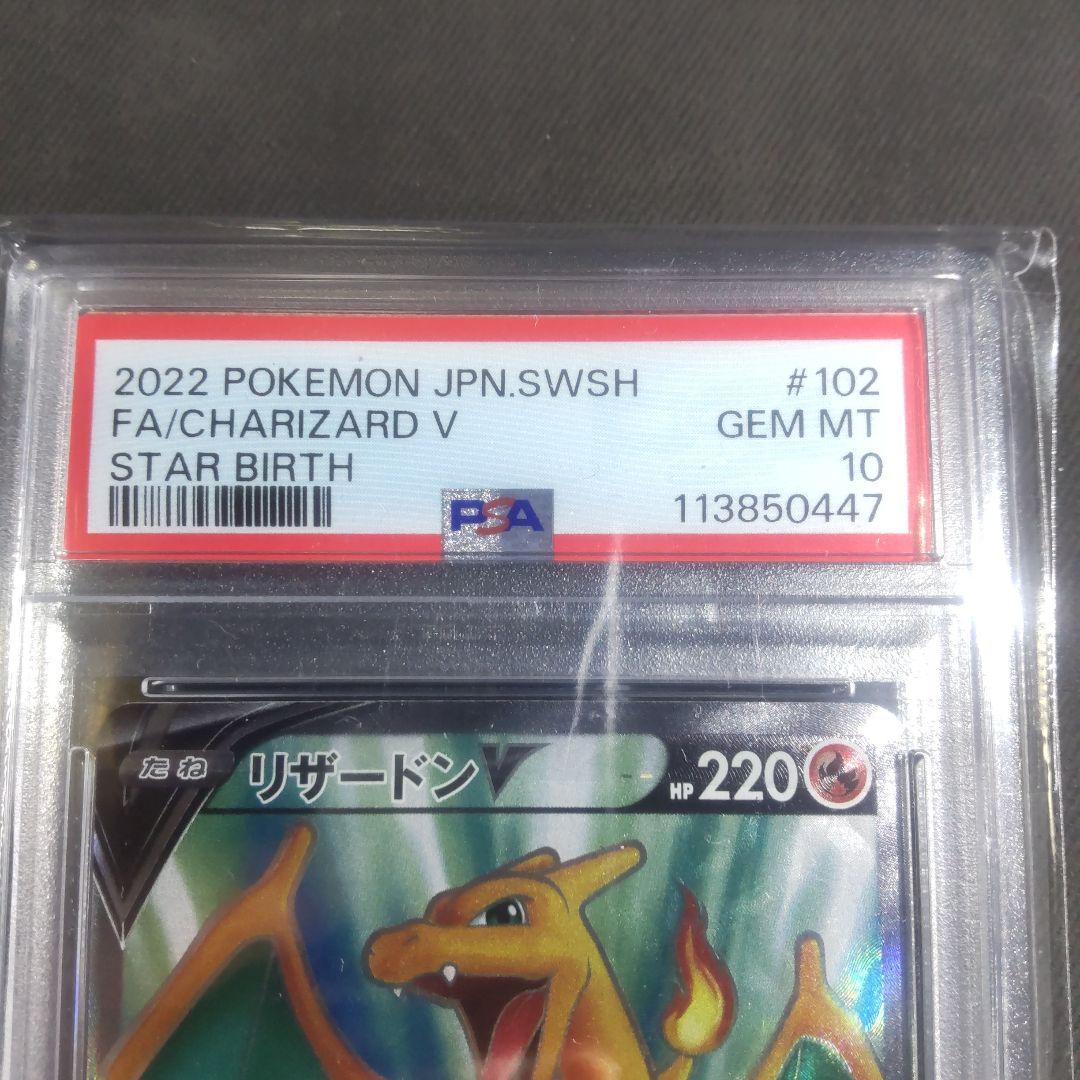 2022 POKEMON JPN.SWSH #102
FA/CHARIZARD V GEM MT
STAR BIRTH 10
PSA 113850447
たね リザードンV HP 220